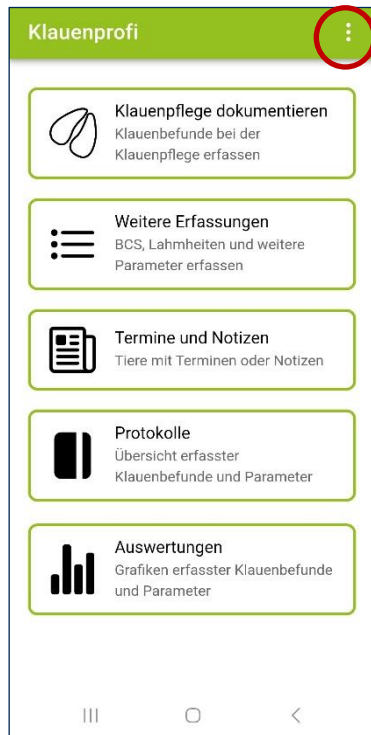 Klauenprofi
Klauenpflege dokumentieren
Klauenbefunde bei der
Klauenpflege erfassen
Weitere Erfassungen
BCS, Lahmheiten und weitere
Parameter erfassen
Termine und Notizen
Tiere mit Terminen oder Notizen
Protokolle
Übersicht erfasster
Klauenbefunde und Parameter
Auswertungen
Grafiken erfasster Klauenbefunde
und Parameter